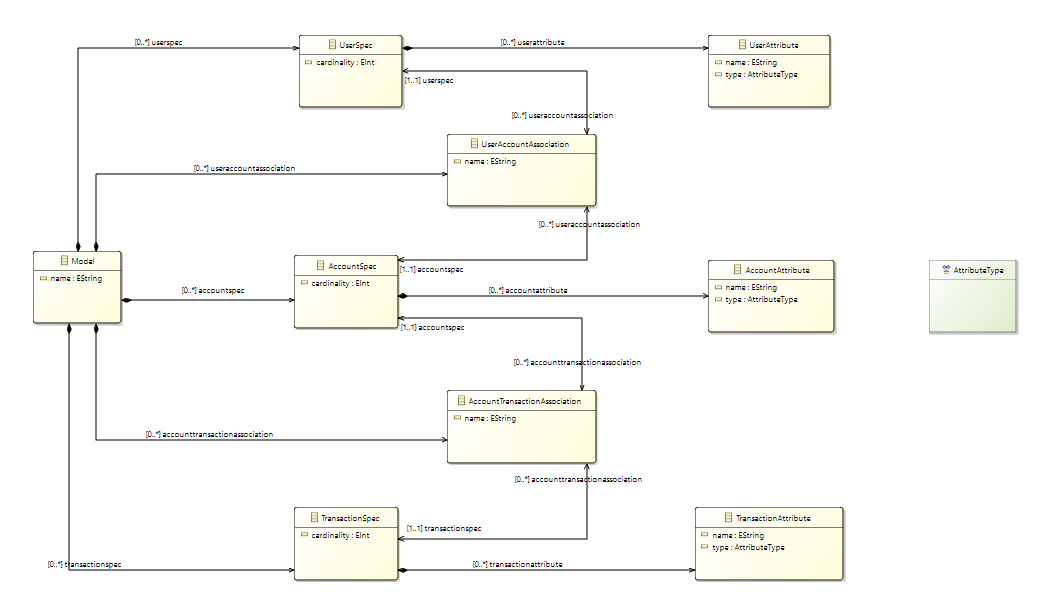 [0..*] userspec
UserSpec
cardinality : EInt
[0..*] userattribute
UserAttribute
name : EString
type : AttributeType
[1..1] userspec
[0..*] useraccountassociation
UserAccountAssociation
name : EString
[0..*] useraccountassociation
[0..*] useraccountassociation
Model
name : EString
[0..*] accountspec
AccountSpec
cardinality : EInt
[1..1] accountspec
[0..*] accountattribute
AccountAttribute
name : EString
type : AttributeType
AttributeType
[1..1] accountspec
[0..*] accounttransactionassociation
AccountTransactionAssociation
name : EString
[0..*] accounttransactionassociation
[0..*] accounttransactionassociation
TransactionSpec
cardinality : EInt
[1..1] transactionspec
[0..*] transactionspec
[0..*] transactionattribute
TransactionAttribute
name : EString
type : AttributeType